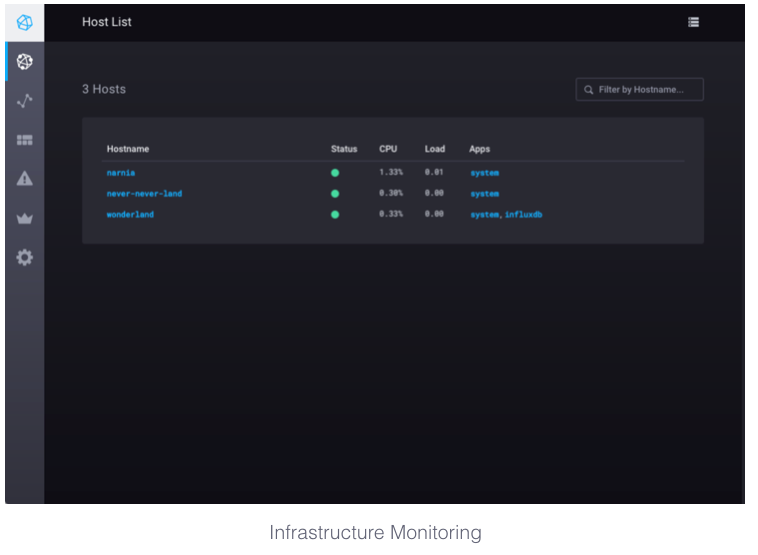 Host List
3 Hosts
Filter by Hostname...
Hostname Status CPU Load Apps
narnia 1.33% 0.01 system
never-never-land 0.30% 0.00 system
wonderland 0.33% 0.00 system, influxdb
Infrastructure Monitoring